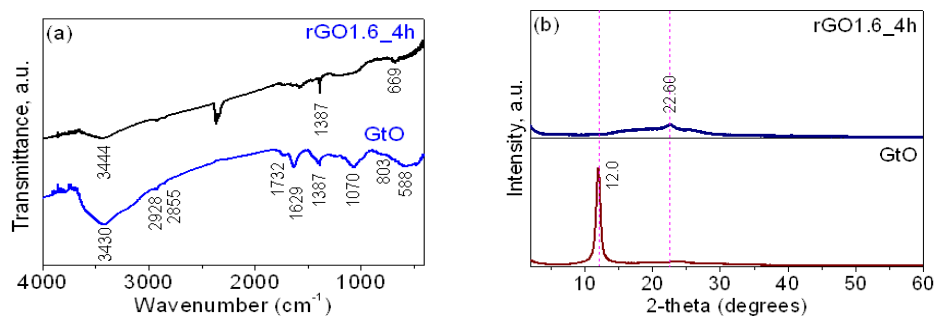 (a)
rGO1.6_4h
669
1387
3444
GtO
1732
1629
1387
1070
803
588
2928
2855
3430
Transmittance, a.u.
4000
3000
2000
1000
Wavenumber (cm⁻¹)
(b)
rGO1.6_4h
22.60
GtO
12.0
Intensity, a.u.
10
20
30
40
50
60
2-theta (degrees)